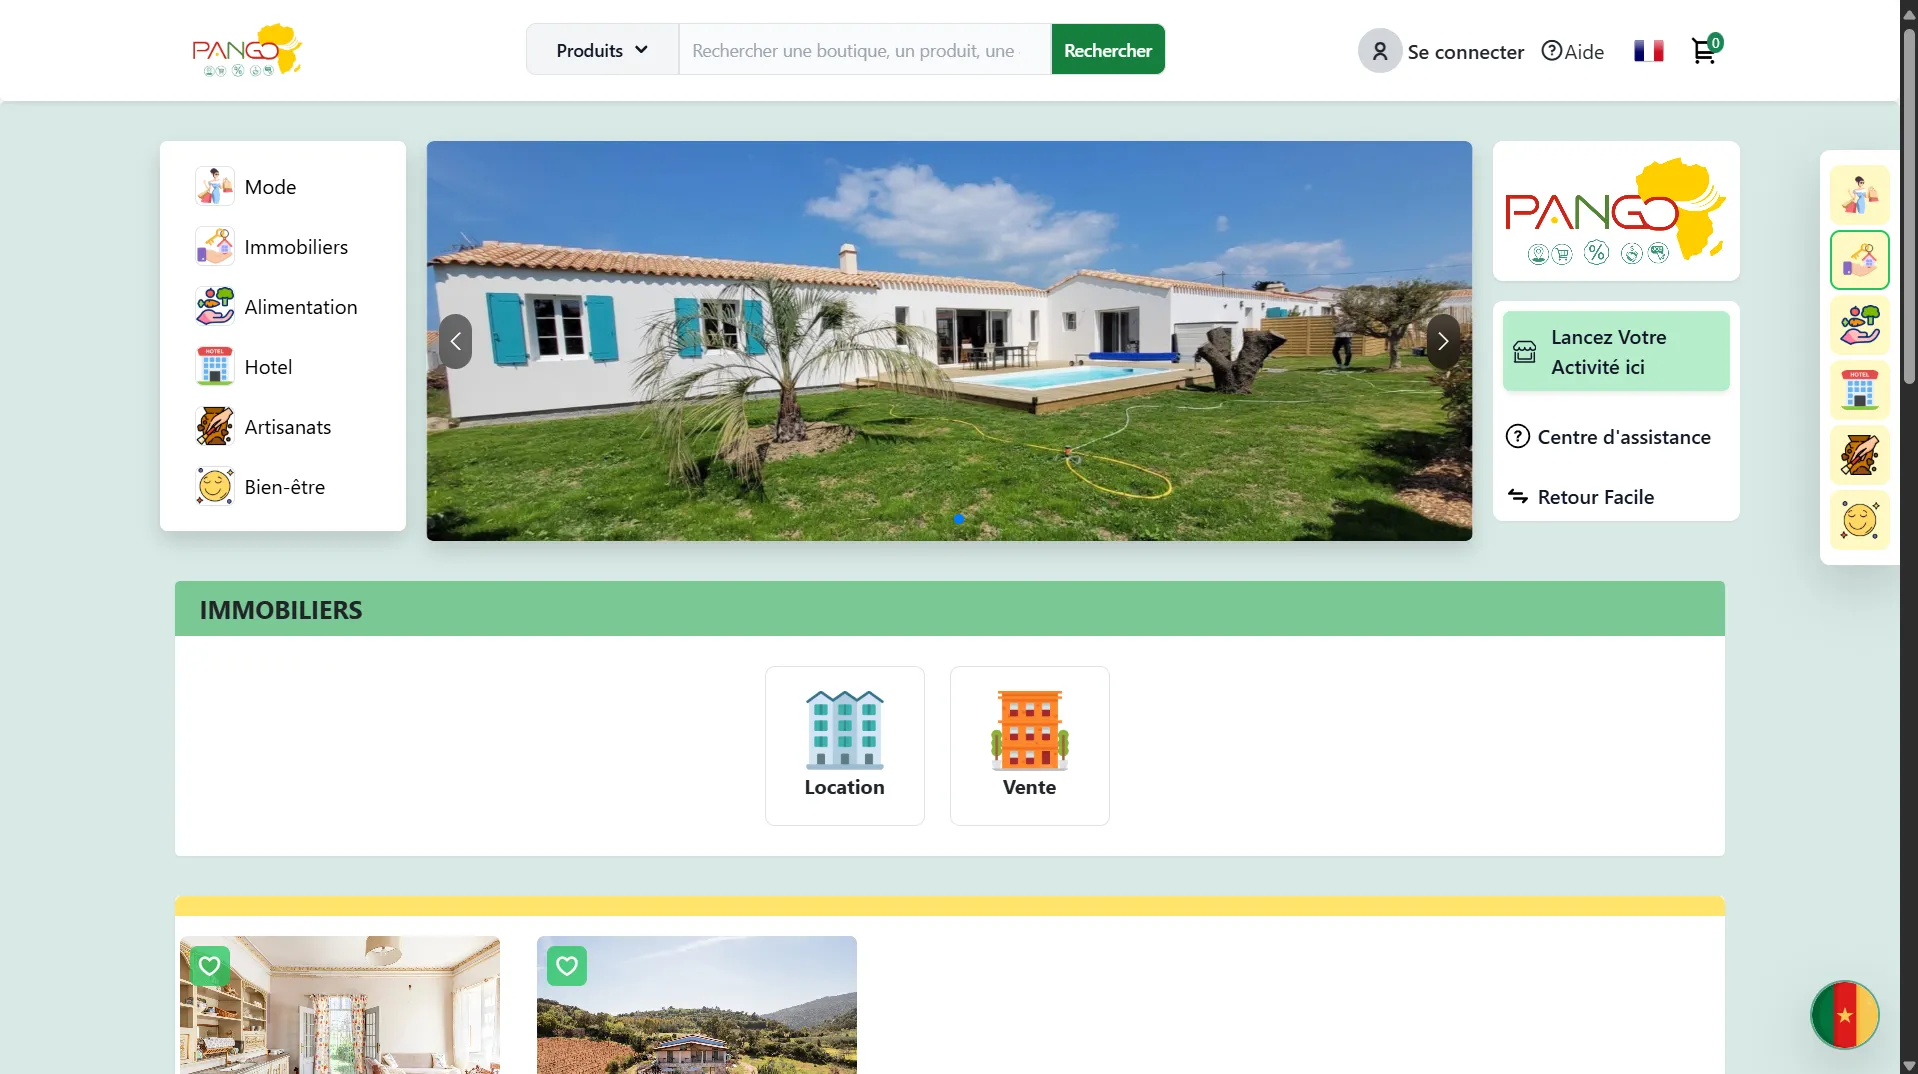 PANGO
Produits
Rechercher une boutique, un produit, une
Rechercher
Se connecter
Aide
0
Mode
Immobiliers
Alimentation
HOTEL
Hotel
Artisanats
Bien-être
PANGO
%
Lancez Votre
Activité ici
Centre d'assistance
Retour Facile
HOTEL
IMMOBILIERS
Location
Vente